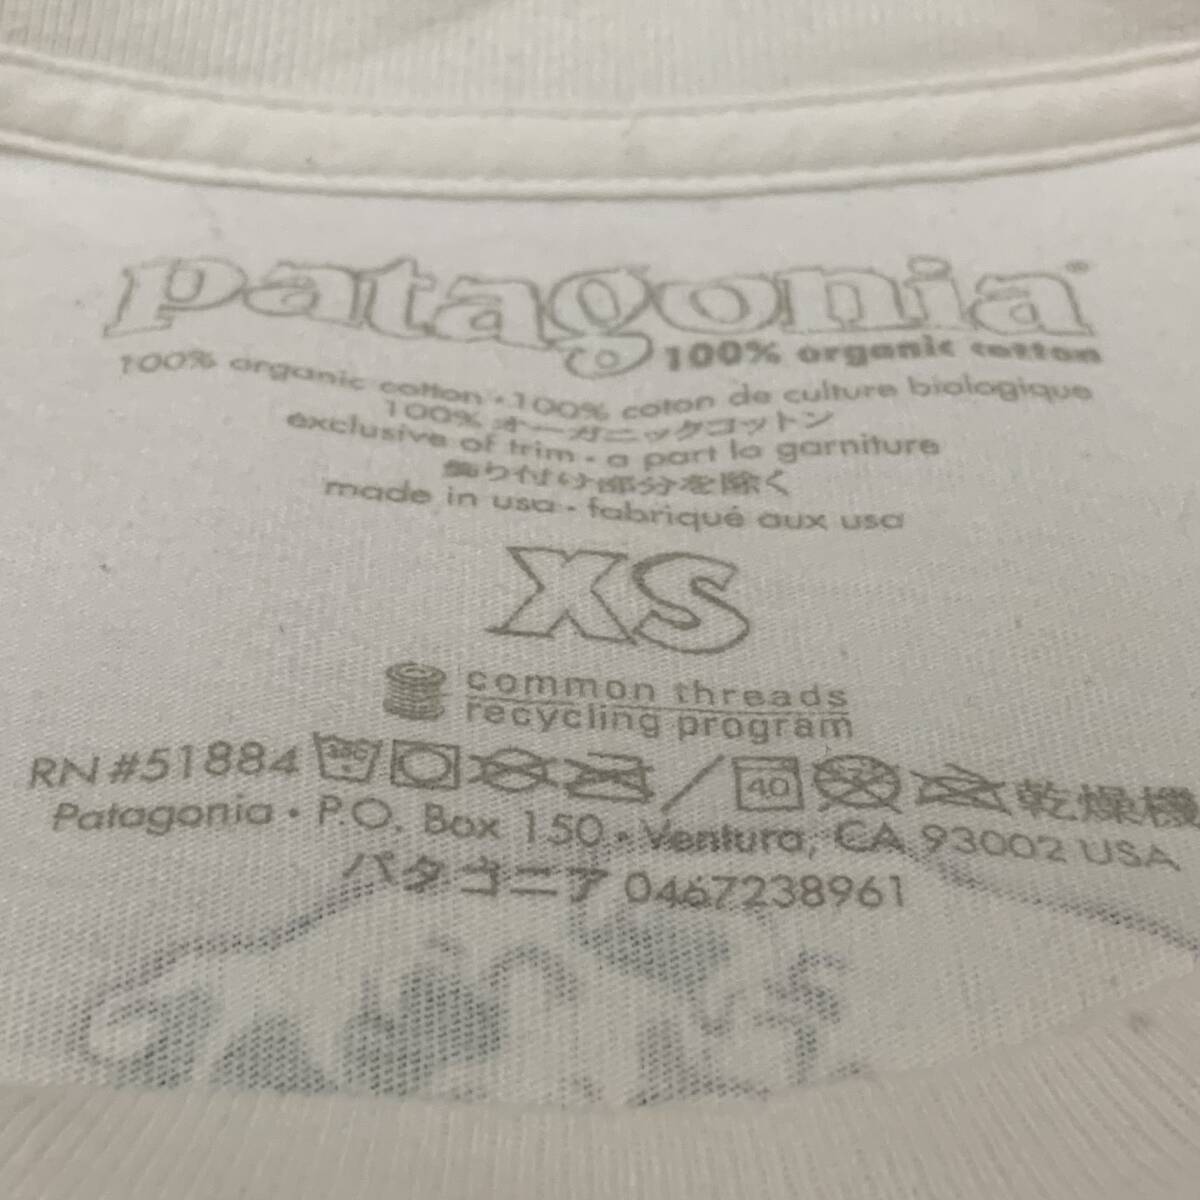 patagonia®
100% organic cotton
100% organic cotton • 100% coton de culture biologique
100% オーガニックコットン
exclusive of trim • a part la garniture
飾り付け部分を除く
made in usa • fabriqué aux usa
XS
common threads
recycling program
RN #51884 40 乾燥機
Patagonia • P.O. Box 150 • Ventura, CA 93002 USA
パタゴニア 0467238961